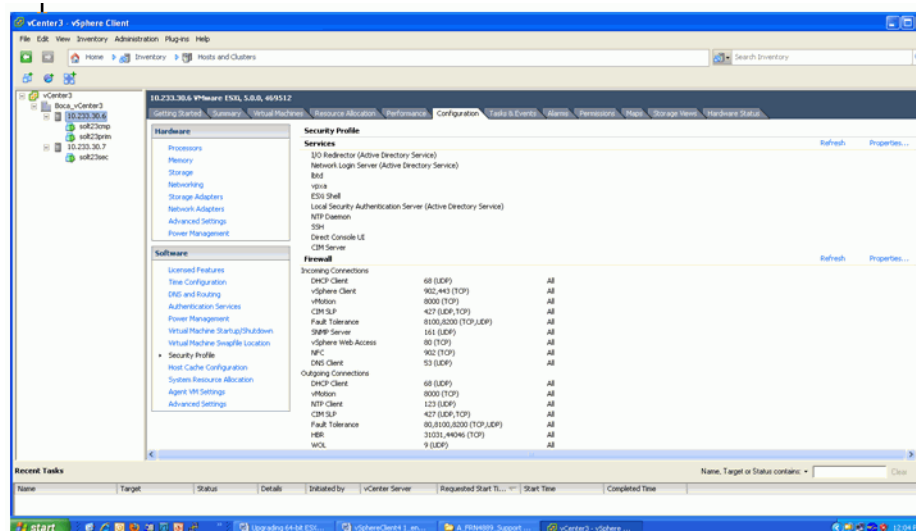 vCenter3 - vSphere Client
File Edit View Inventory Administration Plug-ins Help
Home Inventory Hosts and Clusters
Search Inventory
vCenter3
Boca_vCenter3
10.233.30.6
solt23cmp
solt23prim
10.233.30.7
solt23sec
10.233.30.6 VMware ESXi, 5.0.0, 469512
Getting Started Summary Virtual Machines Resource Allocation Performance Configuration Tasks & Events Alarms Permissions Maps Storage Views Hardware Status
Hardware
Processors
Memory
Storage
Networking
Storage Adapters
Network Adapters
Advanced Settings
Power Management
Software
Licensed Features
Time Configuration
DNS and Routing
Authentication Services
Power Management
Virtual Machine Startup/Shutdown
Virtual Machine Swapfile Location
Security Profile
Host Cache Configuration
System Resource Allocation
Agent VM Settings
Advanced Settings
Security Profile
Services Refresh Properties...
I/O Redirector (Active Directory Service)
Network Login Server (Active Directory Service)
lbtd
vpxa
ESXi Shell
Local Security Authentication Server (Active Directory Service)
NTP Daemon
SSH
Direct Console UI
CIM Server
Firewall Refresh Properties...
Incoming Connections
DHCP Client 68 (UDP) All
vSphere Client 902,443 (TCP) All
vMotion 8000 (TCP) All
CIM SLP 427 (UDP,TCP) All
Fault Tolerance 8100,8200 (TCP,UDP) All
SNMP Server 161 (UDP) All
vSphere Web Access 80 (TCP) All
NFC 902 (TCP) All
DNS Client 53 (UDP) All
Outgoing Connections
DHCP Client 68 (UDP) All
vMotion 8000 (TCP) All
NTP Client 123 (UDP) All
CIM SLP 427 (UDP,TCP) All
Fault Tolerance 80,8100,8200 (TCP,UDP) All
HBR 31031,44046 (TCP) All
WOL 9 (UDP) All
Recent Tasks
Name, Target or Status contains: Clear
Name Target Status Details Initiated by vCenter Server Requested Start Ti... Start Time Completed Time
start Upgrading 64-bit ESX... vSphereClient4 1_en... A_FRN4889_Support... vCenter3 - vSphere ... 12:04